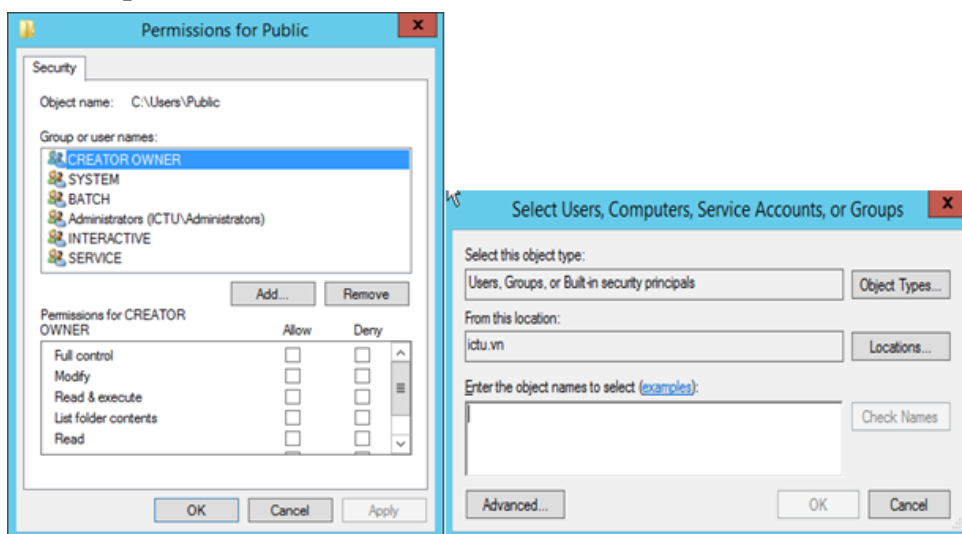 Permissions for Public
Security
Object name: C:\Users\Public
Group or user names:
CREATOR OWNER
SYSTEM
BATCH
Administrators (ICTU\Administrators)
INTERACTIVE
SERVICE
Add... Remove
Permissions for CREATOR
OWNER Allow Deny
Full control
Modify
Read & execute
List folder contents
Read
OK Cancel Apply
Select Users, Computers, Service Accounts, or Groups
Select this object type:
Users, Groups, or Built-in security principals Object Types...
From this location:
ictu.vn Locations...
Enter the object names to select (examples):
Check Names
Advanced... OK Cancel